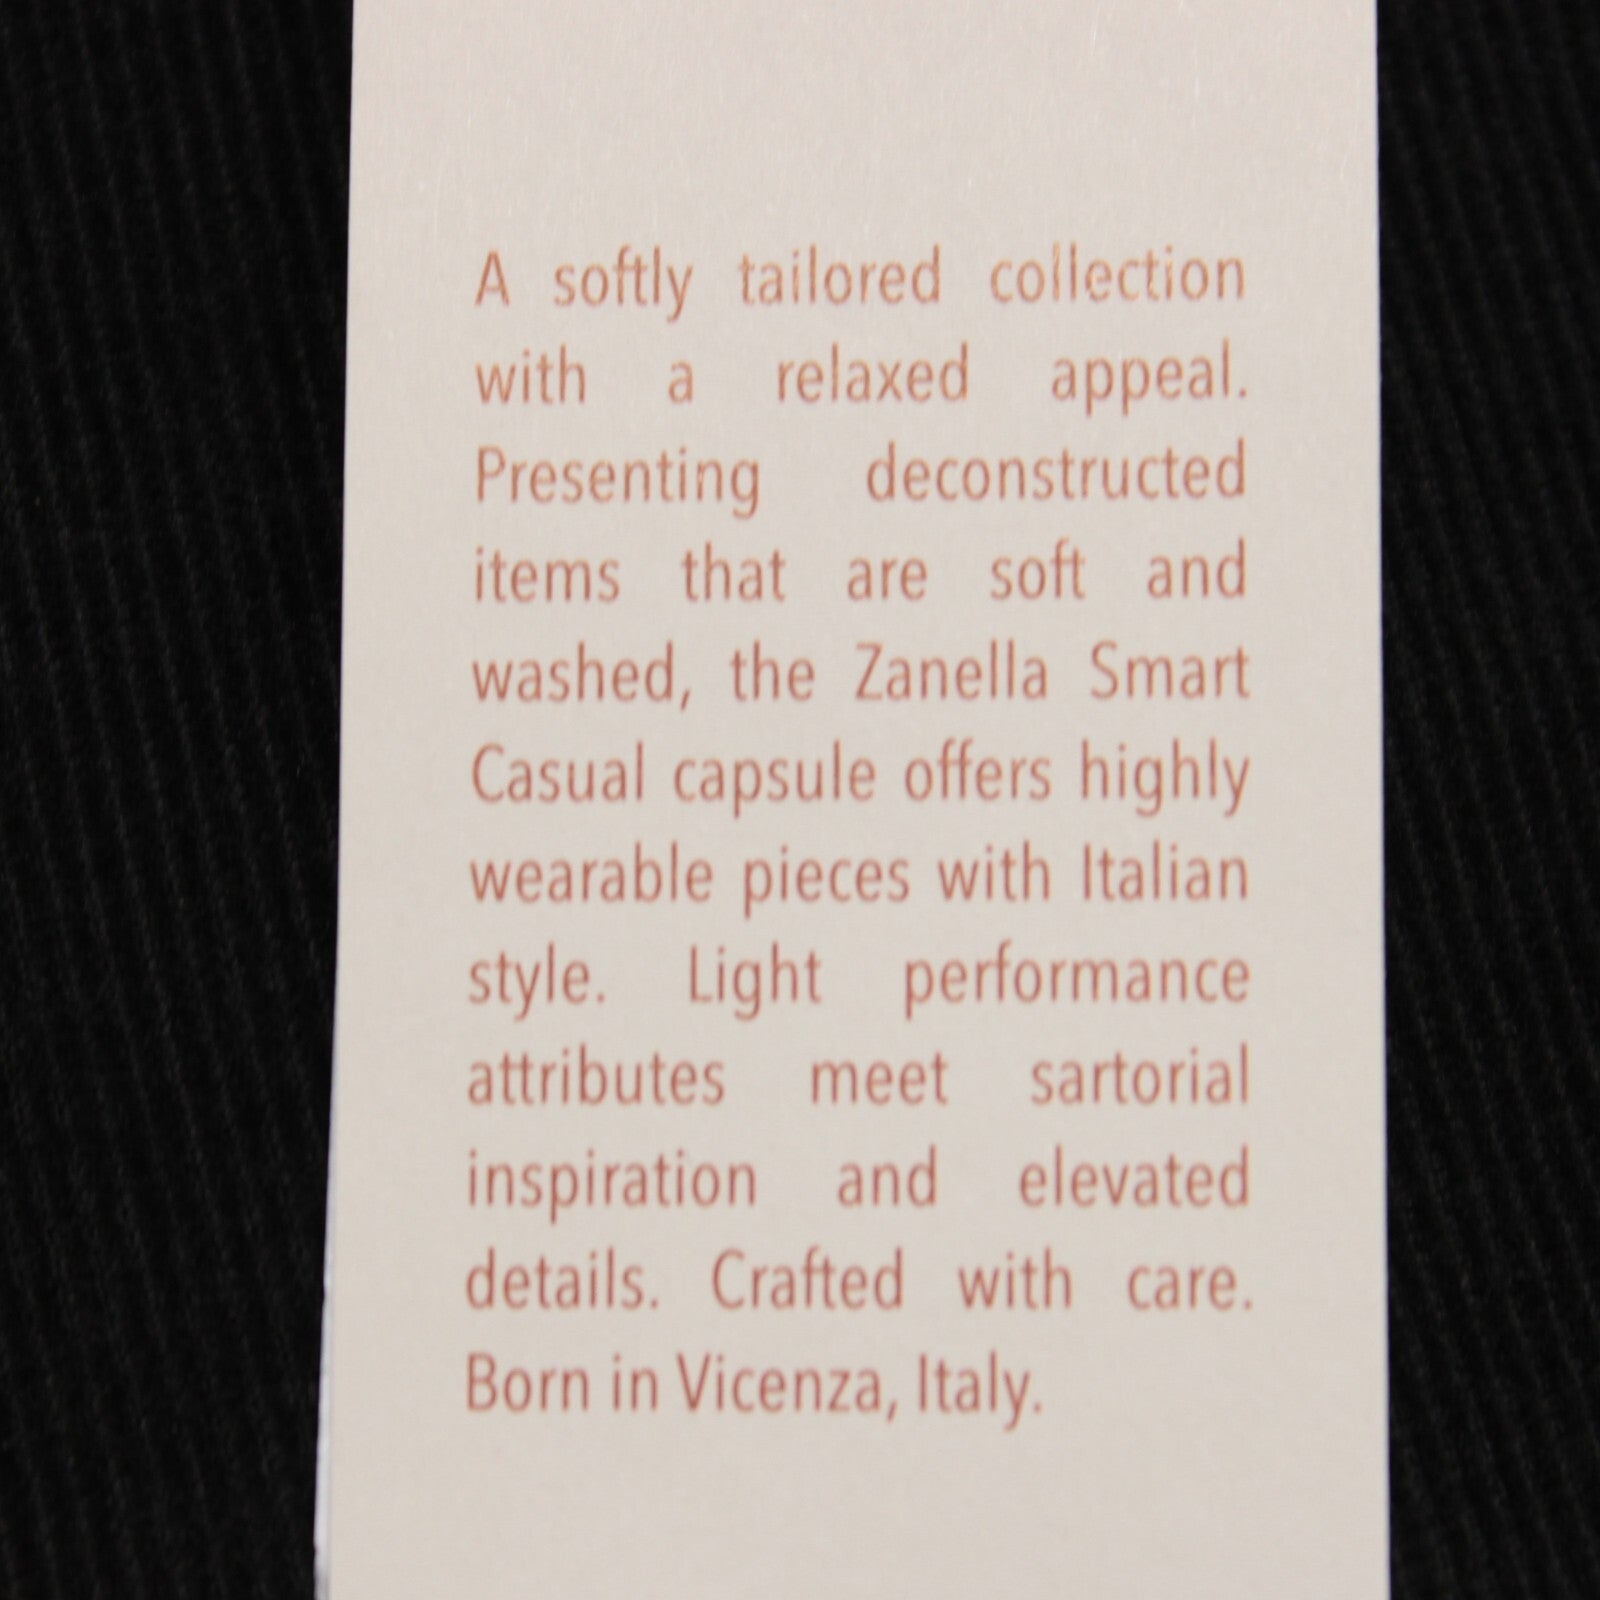 A softly tailored collection
with a relaxed appeal.
Presenting deconstructed
items that are soft and
washed, the Zanella Smart
Casual capsule offers highly
wearable pieces with Italian
style. Light performance
attributes meet sartorial
inspiration and elevated
details. Crafted with care.
Born in Vicenza, Italy.